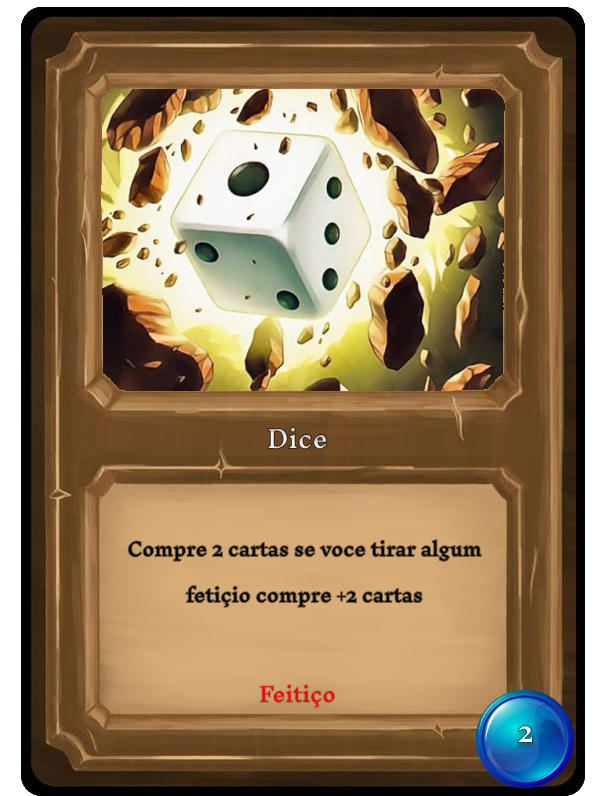 Dice
Compre 2 cartas se voce tirar algum
fetiçio compre +2 cartas
Feitiço
2